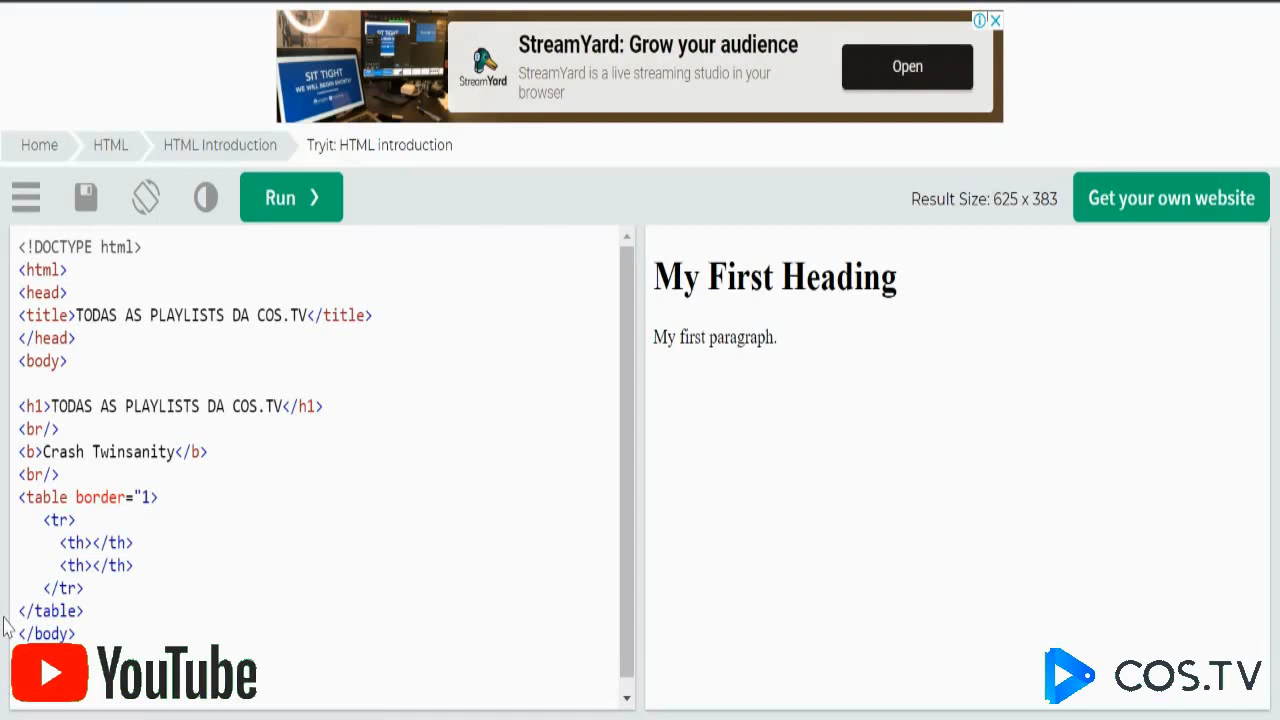 SIT TIGHT
WE WILL BEGIN SHORTLY
StreamYard
StreamYard: Grow your audience
StreamYard is a live streaming studio in your
browser
Open
Home
HTML
HTML Introduction
Tryit: HTML introduction
Run ❯
Result Size: 625 x 383
Get your own website
<!DOCTYPE html>
<html>
<head>
<title>TODAS AS PLAYLISTS DA COS.TV</title>
</head>
<body>
<h1>TODAS AS PLAYLISTS DA COS.TV</h1>
<br/>
<b>Crash Twinsanity</b>
<br/>
<table border="1>
<tr>
<th></th>
<th></th>
</tr>
</table>
</body>
My First Heading
My first paragraph.
YouTube
COS.TV